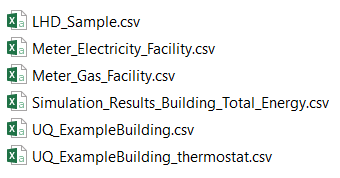 LHD_Sample.csv
Meter_Electricity_Facility.csv
Meter_Gas_Facility.csv
Simulation_Results_Building_Total_Energy.csv
UQ_ExampleBuilding.csv
UQ_ExampleBuilding_thermostat.csv